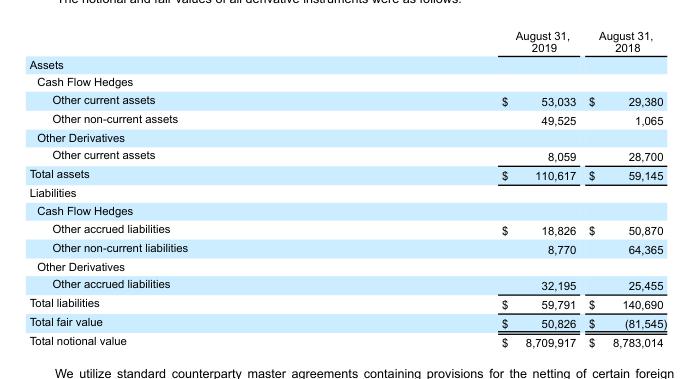 The notional and fair values of all derivative instruments were as follows:
August 31, 2019 August 31, 2018
Assets
Cash Flow Hedges
Other current assets $ 53,033 $ 29,380
Other non-current assets 49,525 1,065
Other Derivatives
Other current assets 8,059 28,700
Total assets $ 110,617 $ 59,145
Liabilities
Cash Flow Hedges
Other accrued liabilities $ 18,826 $ 50,870
Other non-current liabilities 8,770 64,365
Other Derivatives
Other accrued liabilities 32,195 25,455
Total liabilities $ 59,791 $ 140,690
Total fair value $ 50,826 $ (81,545)
Total notional value $ 8,709,917 $ 8,783,014
We utilize standard counterparty master agreements containing provisions for the netting of certain foreign